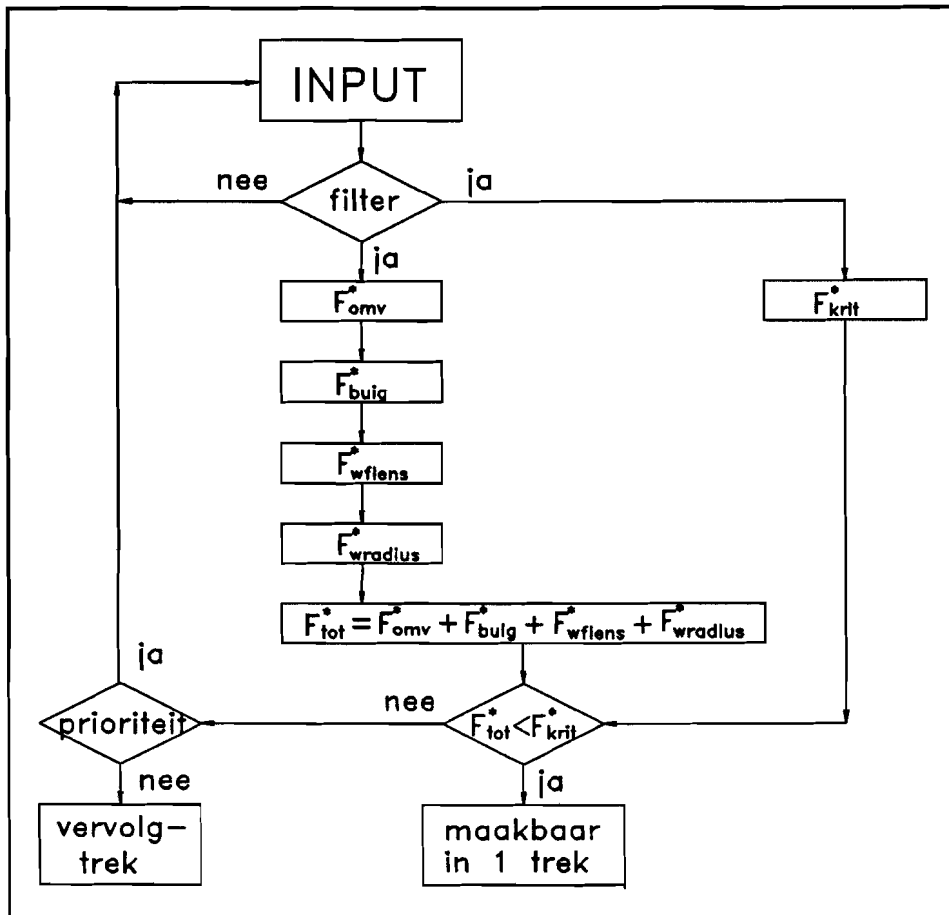 INPUT
nee
ja
filter
ja
F*omv
F*krit
F*buig
F*wflens
F*wradius
F*tot = F*omv + F*buig + F*wflens + F*wradius
ja
nee
prioriteit
F*tot < F*krit
nee
ja
vervolg-
trek
maakbaar
in 1 trek